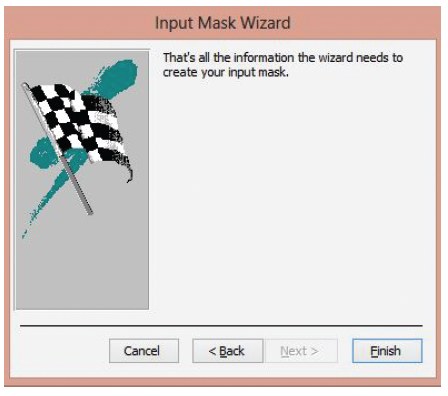 Input Mask Wizard
That's all the information the wizard needs to
create your input mask.
Cancel
< Back
Next >
Finish